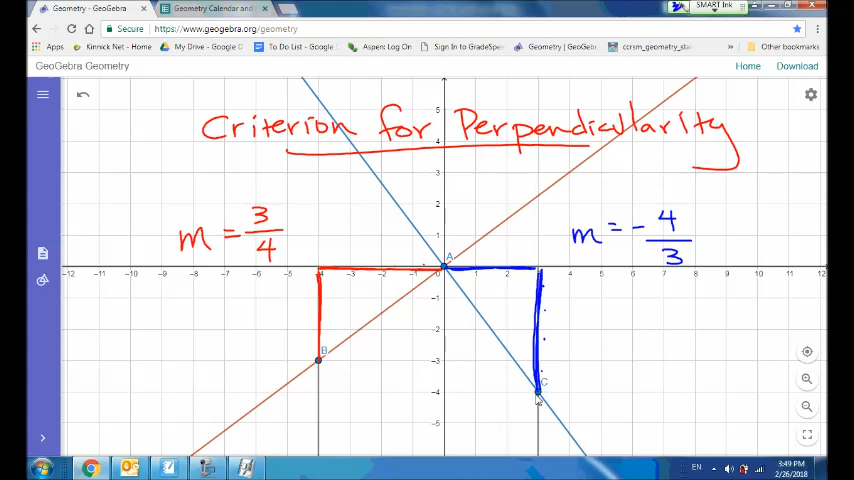 Geometry - GeoGebra
Geometry Calendar and
SMART Ink
Secure
https://www.geogebra.org/geometry
Apps
Kinnick Net - Home
My Drive - Google D
To Do List - Google D
Aspen: Log On
Sign In to GradeSpee
Geometry | GeoGeb
ccrsm_geometry_sta
Other bookmarks
GeoGebra Geometry
Home
Download
Criterion for Perpendicularity
m = 3/4
m = -4/3
5
4
3
2
1
-12 -11 -10 -9 -8 -7 -6 -5 -4 -3 -2 -1 0 1 2 4 5 6 7 8 9 10 11 12
-1
-2
-3
-4
-5
A
B
C
EN
3:49 PM
2/26/2018